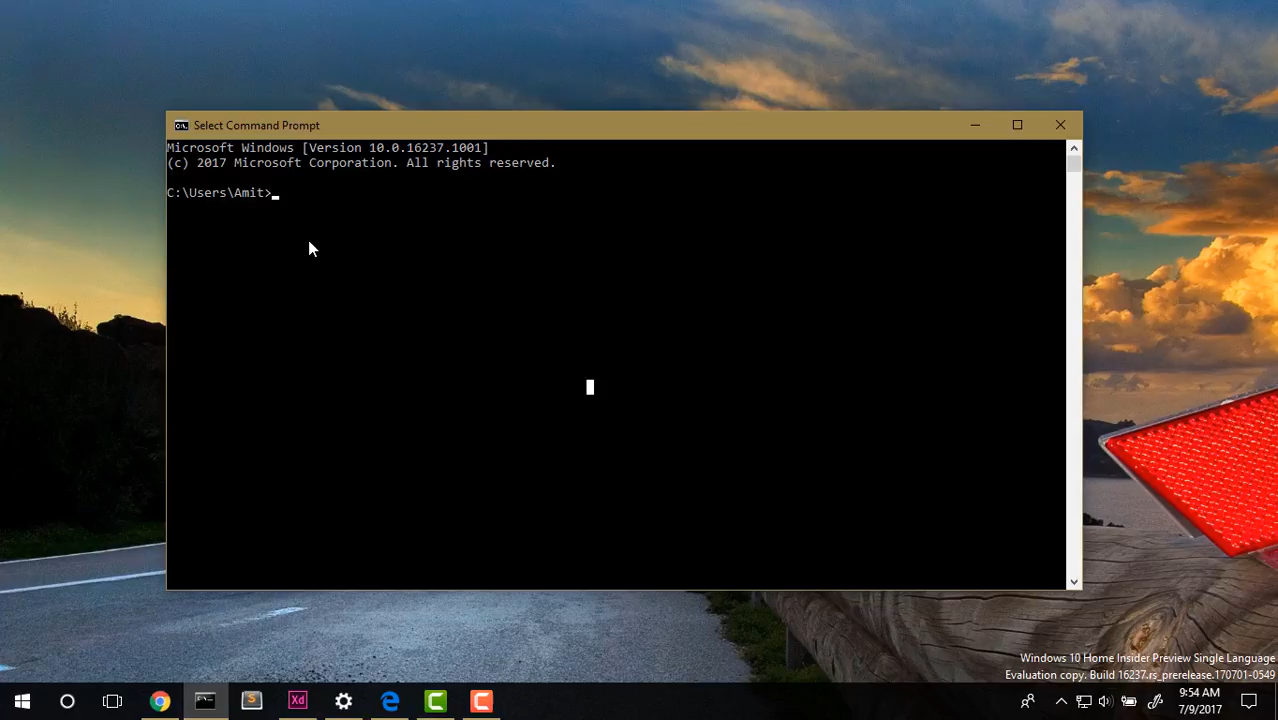 Select Command Prompt
Microsoft Windows [Version 10.0.16237.1001]
(c) 2017 Microsoft Corporation. All rights reserved.
C:\Users\Amit>
Windows 10 Home Insider Preview Single Language
Evaluation copy. Build 16237.rs_prerelease.170701-0549
Xd
9:54 AM
7/9/2017